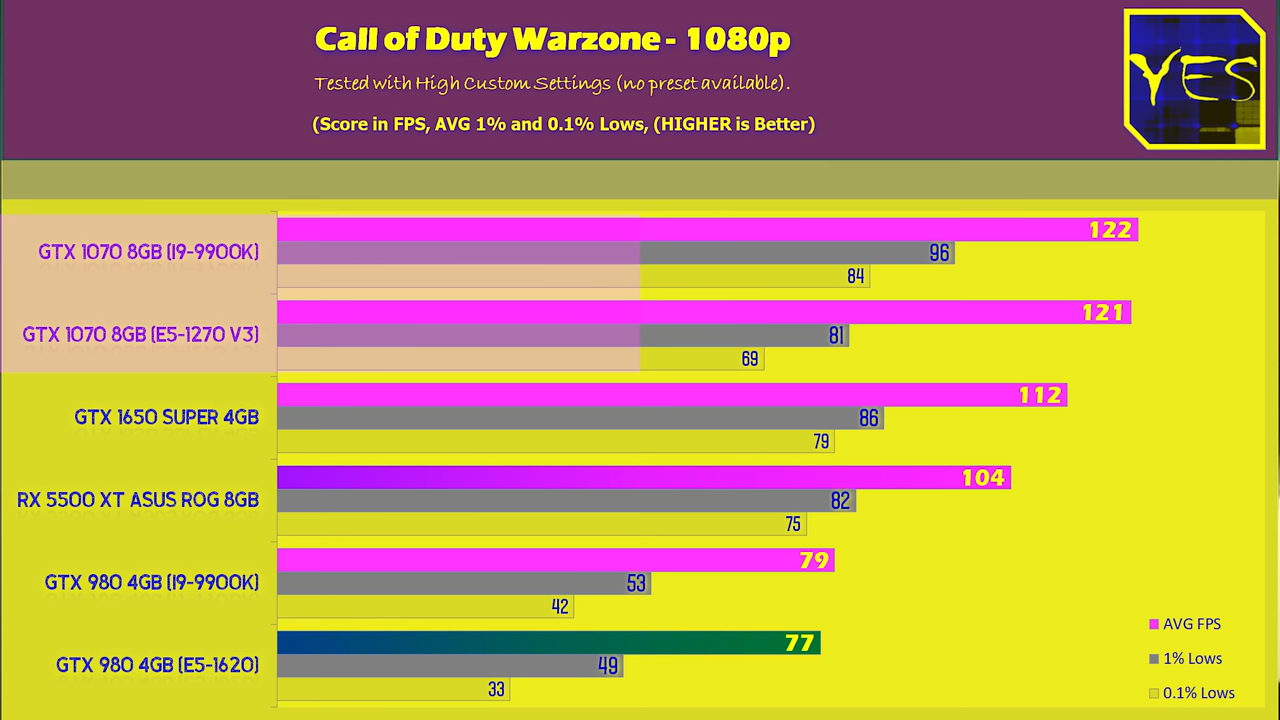 Call of Duty Warzone - 1080p
Tested with High Custom Settings (no preset available).
(Score in FPS, AVG 1% and 0.1% Lows, (HIGHER is Better)
YES
GTX 1070 8GB (I9-9900K)
122
96
84
GTX 1070 8GB (E5-1270 V3)
121
81
69
GTX 1650 SUPER 4GB
112
86
79
RX 5500 XT ASUS ROG 8GB
104
82
75
GTX 980 4GB (I9-9900K)
79
53
42
GTX 980 4GB (E5-1620)
77
49
33
AVG FPS
1% Lows
0.1% Lows